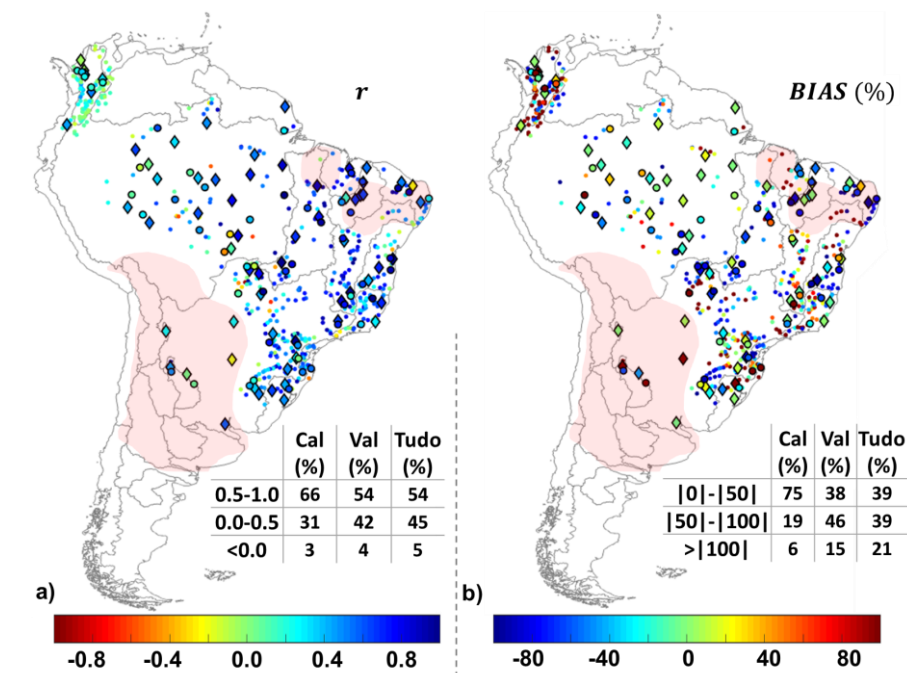 r
BIAS (%)
Cal Val Tudo
(%) (%) (%)
0.5-1.0 66 54 54
0.0-0.5 31 42 45
<0.0 3 4 5
Cal Val Tudo
(%) (%) (%)
|0|-|50| 75 38 39
|50|-|100| 19 46 39
>|100| 6 15 21
a)
b)
-0.8 -0.4 0.0 0.4 0.8
-80 -40 0 40 80